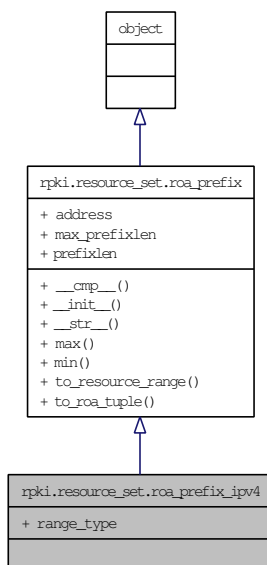 object
rpki.resource_set.roa_prefix
+ address
+ max_prefixlen
+ prefixlen
+ __cmp__()
+ __init__()
+ __str__()
+ max()
+ min()
+ to_resource_range()
+ to_roa_tuple()
rpki.resource_set.roa_prefix_ipv4
+ range_type